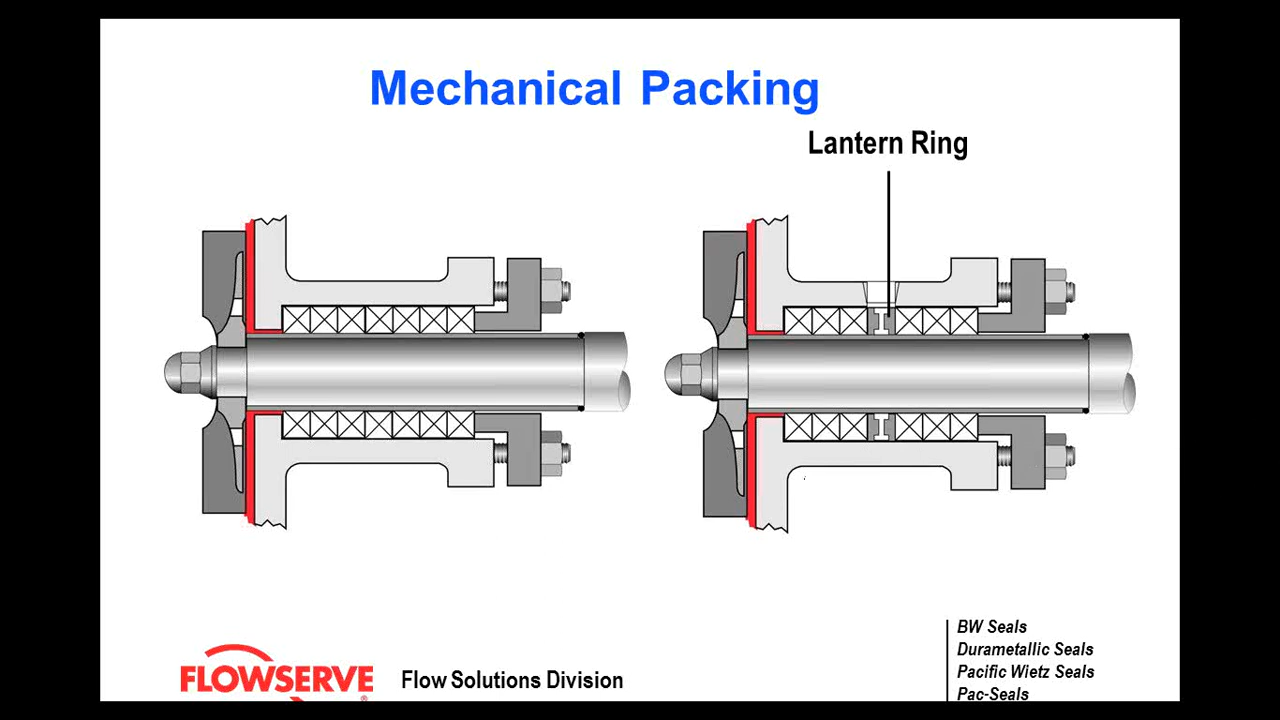 Mechanical Packing
Lantern Ring
FLOWSERVE
®
Flow Solutions Division
BW Seals
Durametallic Seals
Pacific Wietz Seals
Pac-Seals